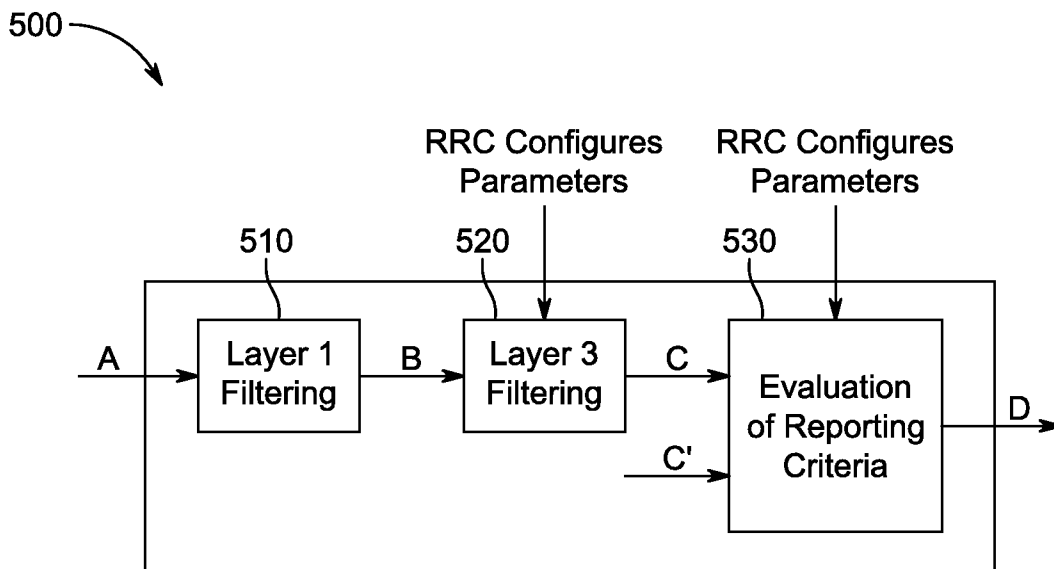 500
RRC Configures
Parameters
RRC Configures
Parameters
510
520
530
A
Layer 1
Filtering
B
Layer 3
Filtering
C
C'
Evaluation
of Reporting
Criteria
D